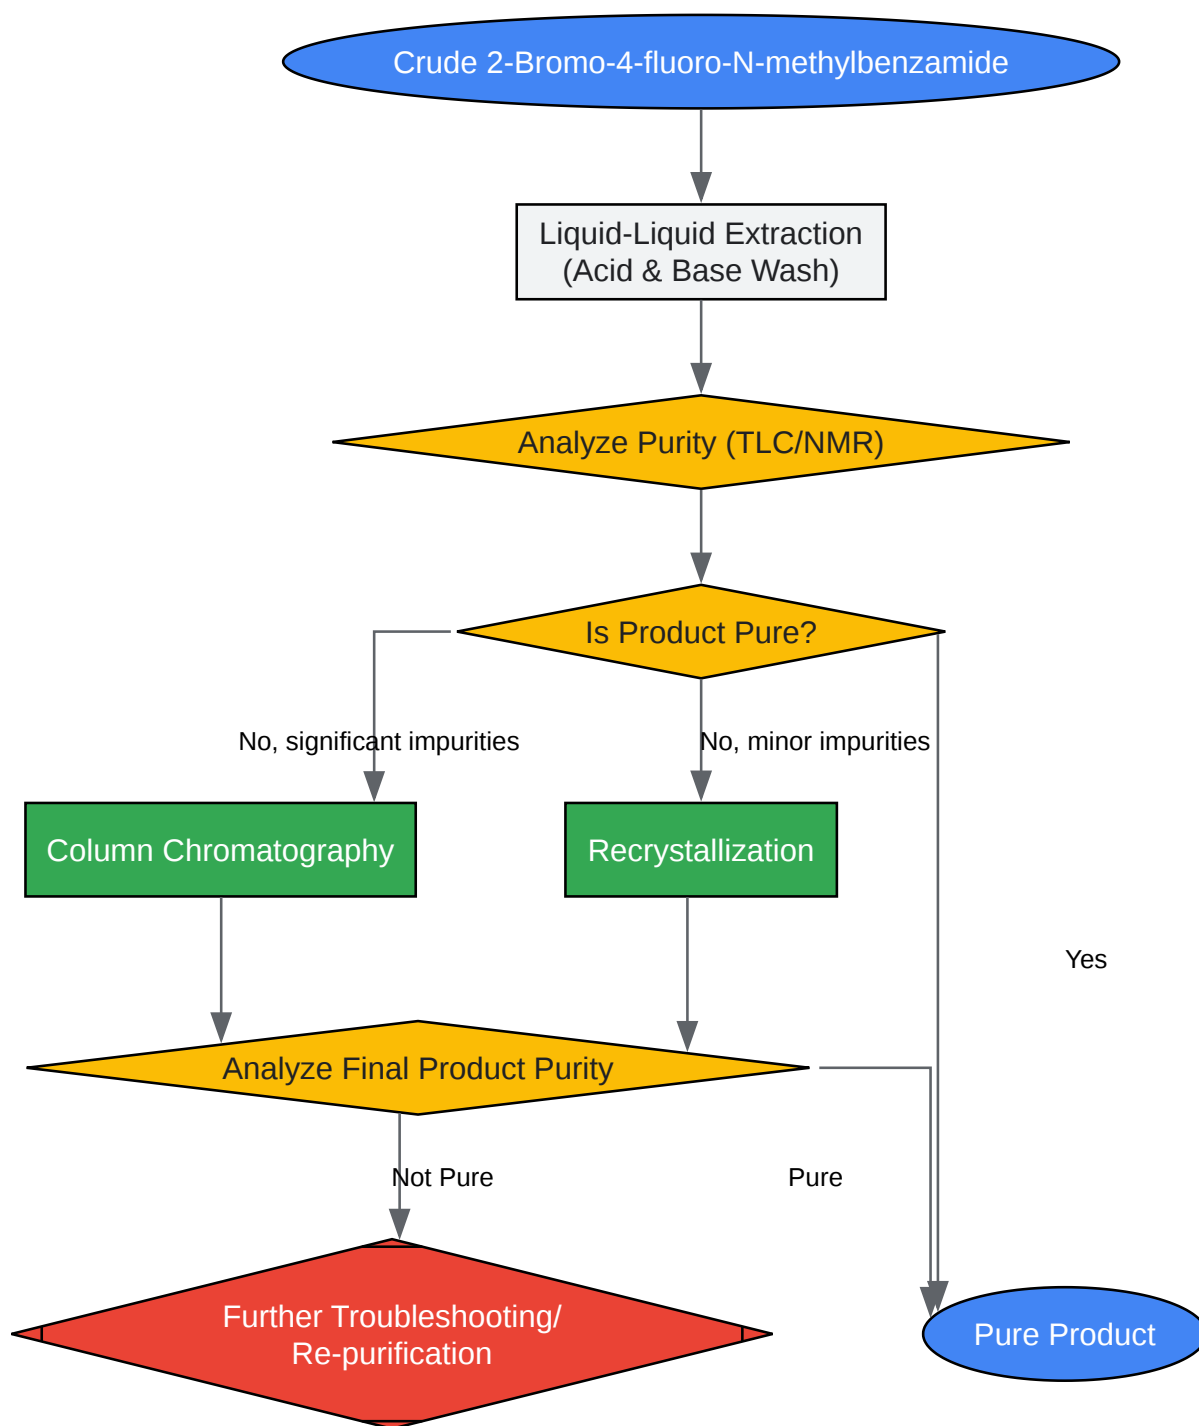 Crude 2-Bromo-4-fluoro-N-methylbenzamide
Liquid-Liquid Extraction
(Acid & Base Wash)
Analyze Purity (TLC/NMR)
Is Product Pure?
No, significant impurities
No, minor impurities
Column Chromatography
Recrystallization
Yes
Analyze Final Product Purity
Not Pure
Pure
Further Troubleshooting/
Re-purification
Pure Product